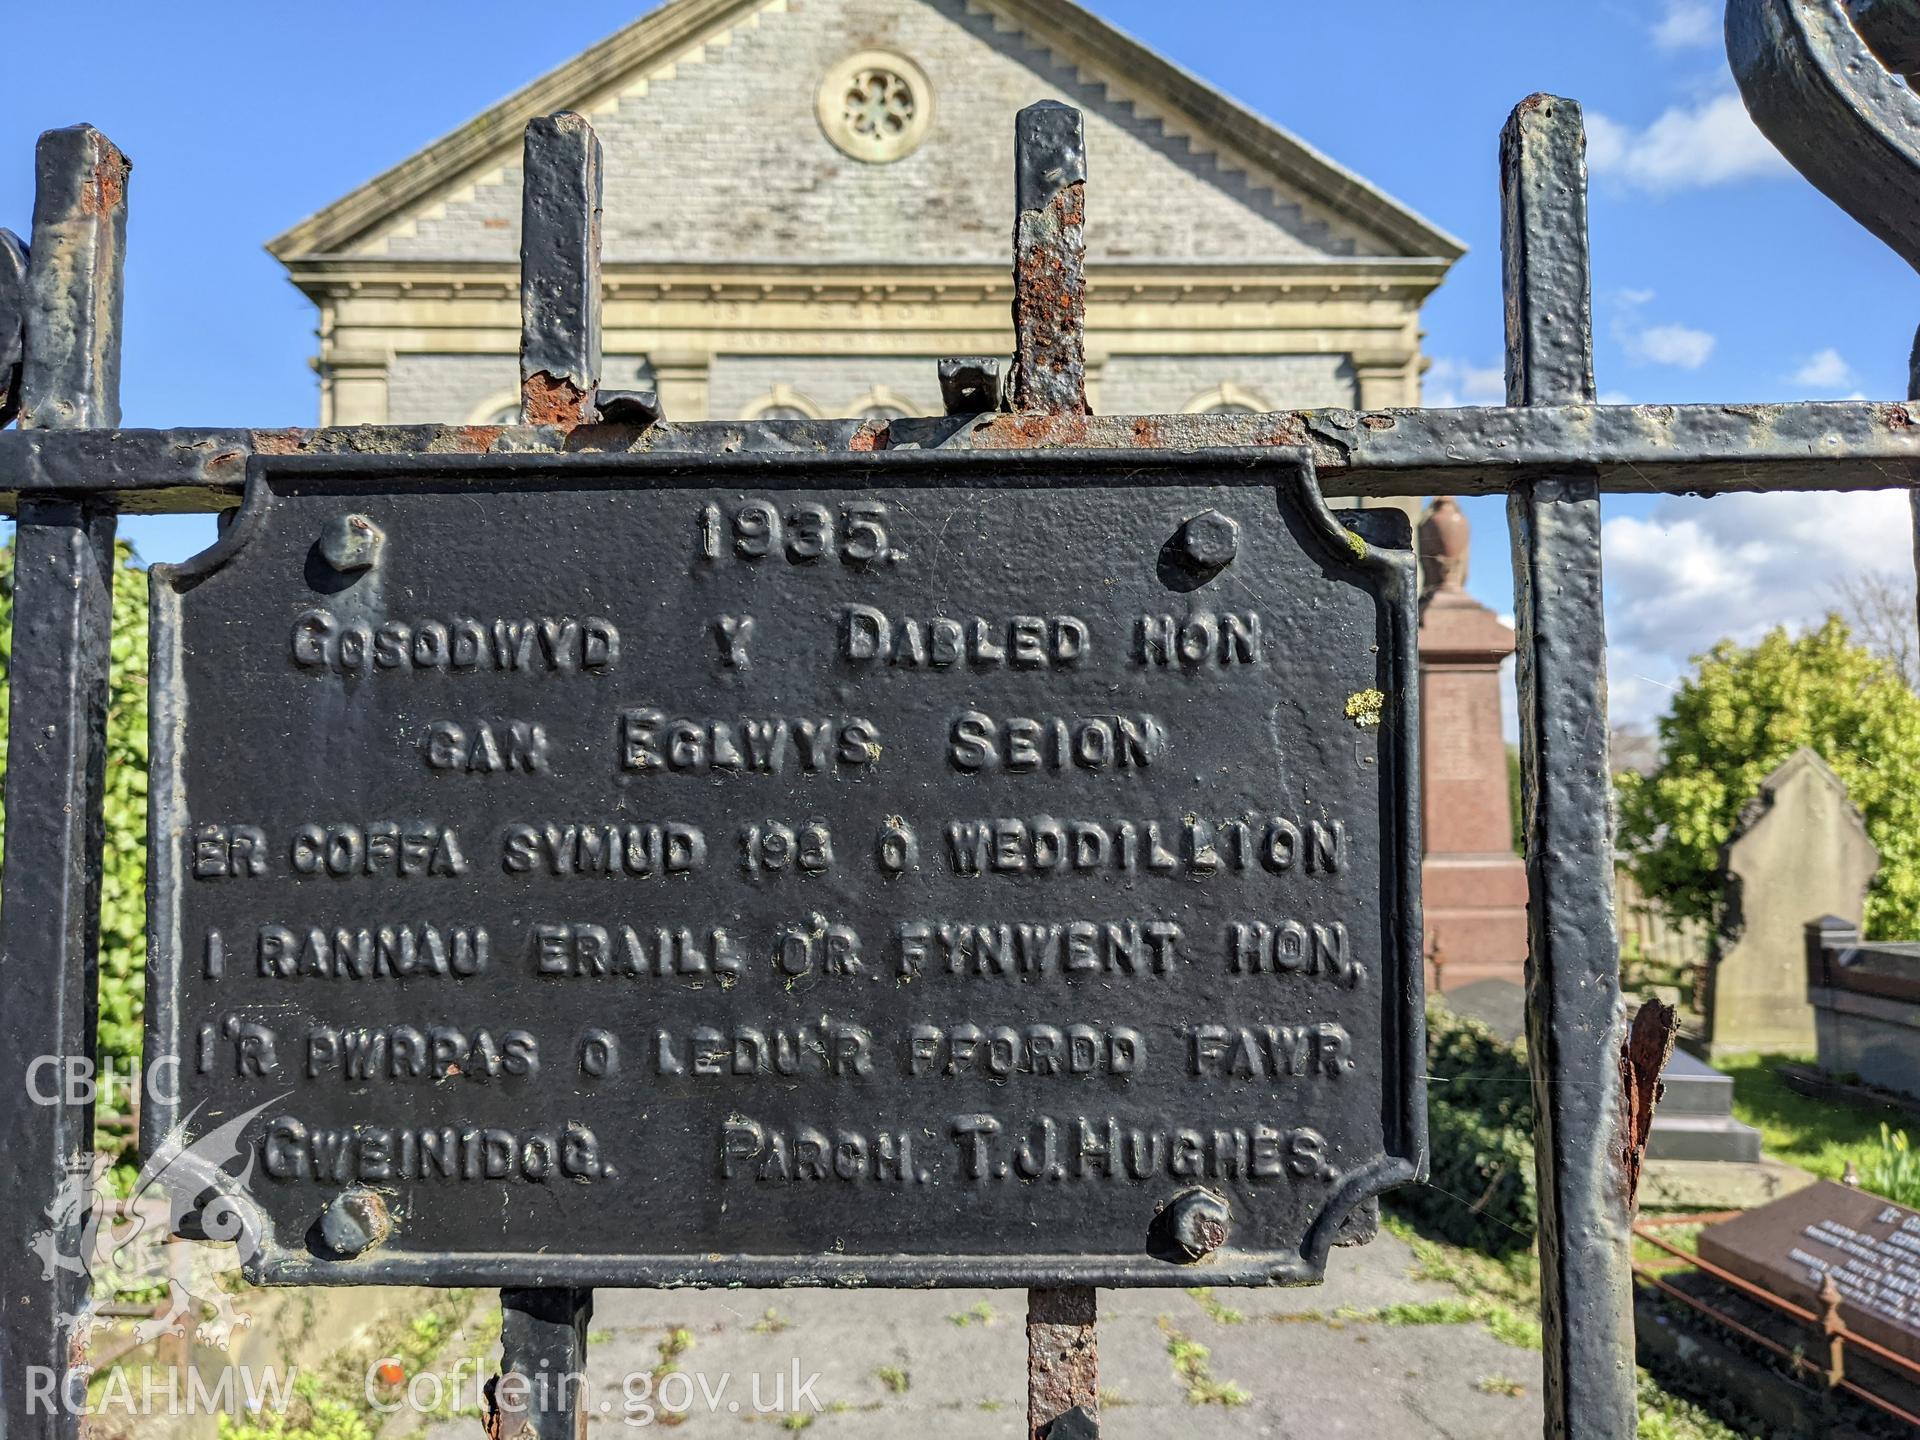 1935.
GOSODWYD Y DABLED HON
GAN EGLWYS SEION
ER COFFA SYMUD 198 O WEDDILLION
I RANNAU ERAILL O'R FYNWENT HON,
I'R PWRPAS O LEDU'R FFORDD FAWR.
GWEINIDOG. PARCH. T.J. HUGHES.
SEION
CBHC
RCAHMW Coflein.gov.uk